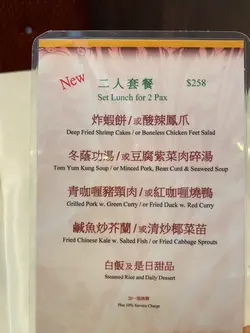 New
二人套餐 $258
Set Lunch for 2 Pax
炸蝦餅/或酸辣鳳爪
Deep Fried Shrimp Cakes / or Boneless Chicken Feet Salad
冬蔭功湯/或豆腐紫菜肉碎湯
Tom Yum Kung Soup / or Minced Pork, Bean Curd & Seaweed Soup
青咖喱豬頸肉/或紅咖喱燒鴨
Grilled Pork w. Green Curry / or Fried Duck w. Red Curry
鹹魚炒芥蘭/或清炒椰菜苗
Fried Chinese Kale w. Salted Fish / or Fried Cabbage Sprouts
白飯及是日甜品
Steamed Rice and Daily Dessert
加一服務費
Plus 10% Service Charge